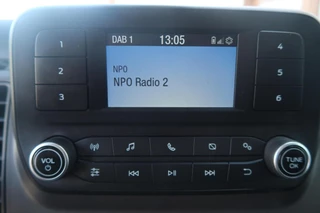 DAB 1 13:05
1
2
3
NPO
NPO Radio 2
4
5
6
VOL
TUNE
OK